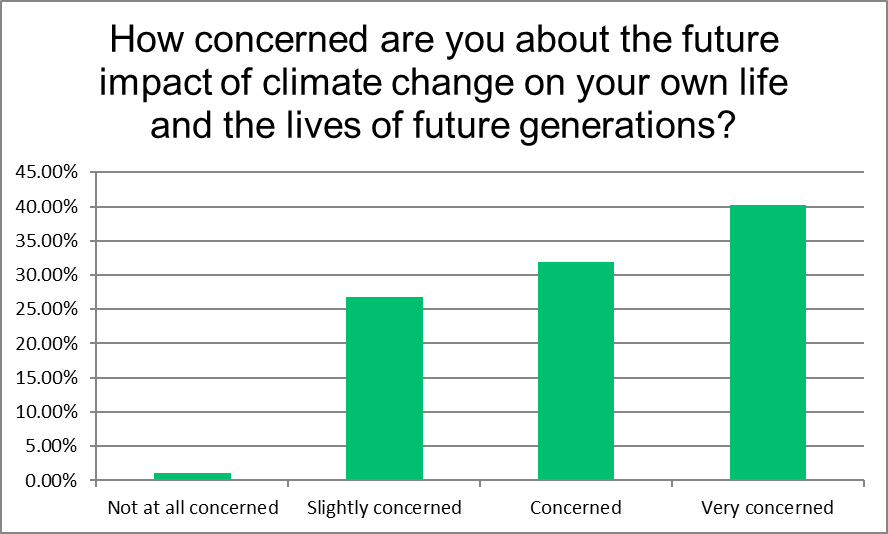 How concerned are you about the future
impact of climate change on your own life
and the lives of future generations?
45.00%
40.00%
35.00%
30.00%
25.00%
20.00%
15.00%
10.00%
5.00%
0.00%
Not at all concerned
Slightly concerned
Concerned
Very concerned